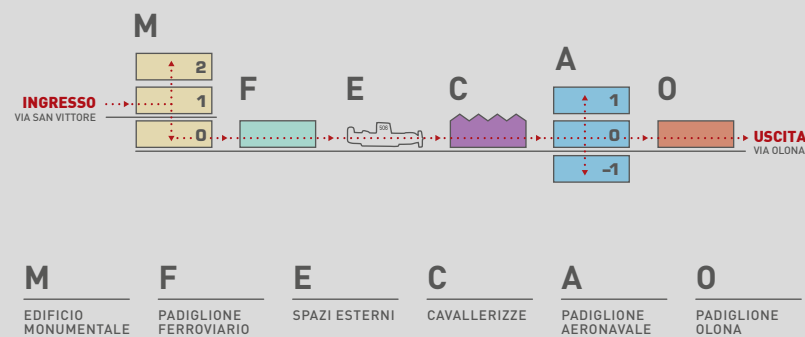 M
2
A
F
E
C
O
INGRESSO
VIA SAN VITTORE
1
1
506
0
0
USCITA
VIA OLONA
-1
M
F
E
C
A
O
EDIFICIO
MONUMENTALE
PADIGLIONE
FERROVIARIO
SPAZI ESTERNI
CAVALLERIZZE
PADIGLIONE
AERONAVALE
PADIGLIONE
OLONA